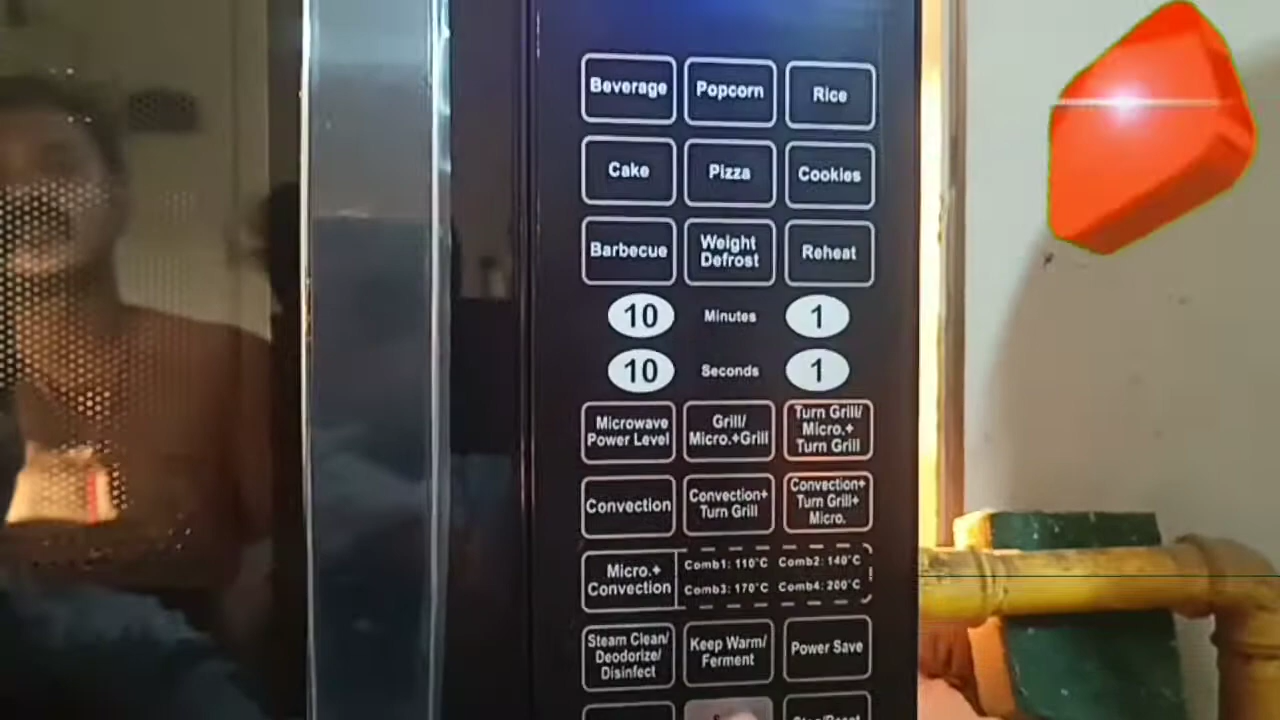 Beverage
Popcorn
Rice
Cake
Pizza
Cookies
Barbecue
Weight
Defrost
Reheat
10 Minutes 1
10 Seconds 1
Microwave
Power Level
Grill/
Micro.+Grill
Turn Grill/
Micro.+
Turn Grill
Convection
Convection+
Turn Grill
Convection+
Turn Grill+
Micro.
Micro.+
Convection
Comb1: 110°C Comb2: 140°C
Comb3: 170°C Comb4: 200°C
Steam Clean/
Deodorize/
Disinfect
Keep Warm/
Ferment
Power Save